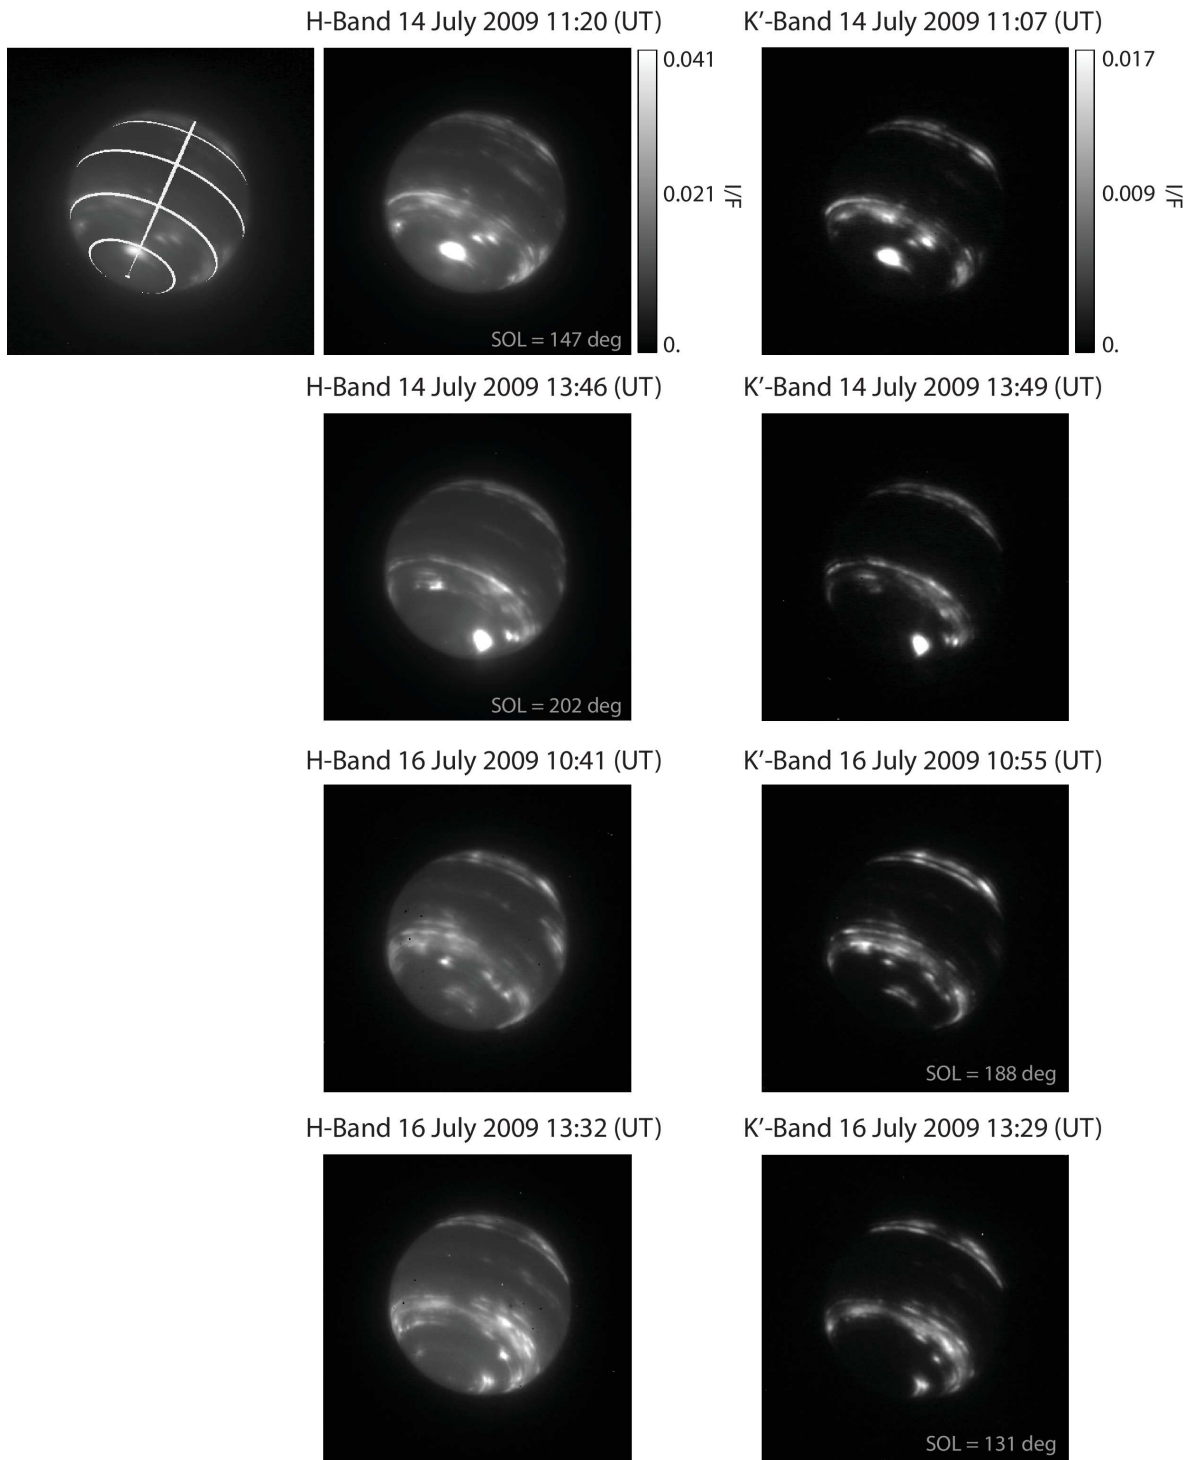 H-Band 14 July 2009 11:20 (UT)
K′-Band 14 July 2009 11:07 (UT)
0.041
0.021
I/F
0.
0.017
0.009
I/F
0.
SOL = 147 deg
H-Band 14 July 2009 13:46 (UT)
K′-Band 14 July 2009 13:49 (UT)
SOL = 202 deg
H-Band 16 July 2009 10:41 (UT)
K′-Band 16 July 2009 10:55 (UT)
SOL = 188 deg
H-Band 16 July 2009 13:32 (UT)
K′-Band 16 July 2009 13:29 (UT)
SOL = 131 deg